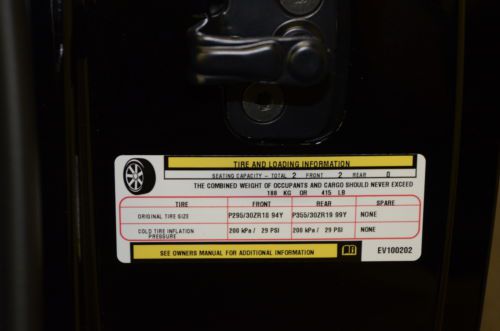 TIRE AND LOADING INFORMATION
SEATING CAPACITY - TOTAL 2 FRONT 2 REAR 0
THE COMBINED WEIGHT OF OCCUPANTS AND CARGO SHOULD NEVER EXCEED
188 KG OR 415 LB
TIRE FRONT REAR SPARE
ORIGINAL TIRE SIZE P295/30ZR18 94Y P355/30ZR19 99Y NONE
COLD TIRE INFLATION PRESSURE 200 kPa / 29 PSI 200 kPa / 29 PSI NONE
SEE OWNERS MANUAL FOR ADDITIONAL INFORMATION EV100202